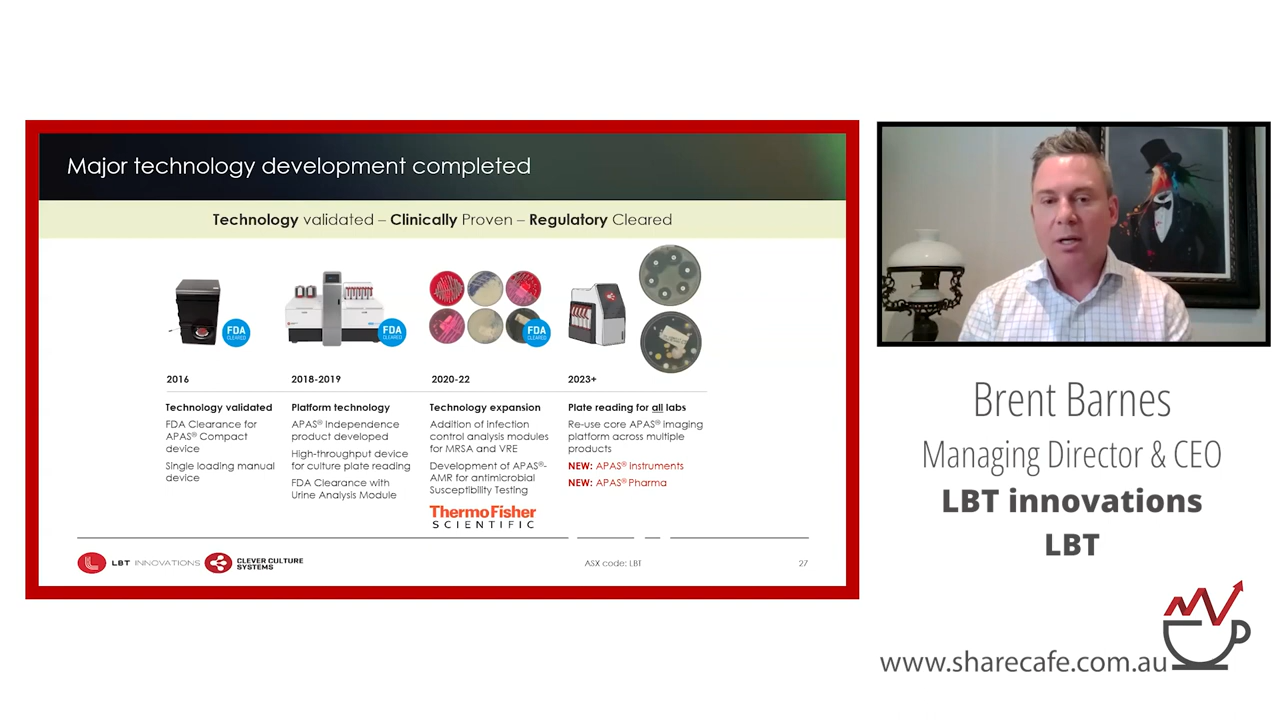 Major technology development completed
Technology validated – Clinically Proven – Regulatory Cleared
FDA
CLEARED
FDA
CLEARED
FDA
CLEARED
2016
Technology validated
FDA Clearance for
APAS® Compact
device
Single loading manual
device
2018-2019
Platform technology
APAS® Independence
product developed
High-throughput device
for culture plate reading
FDA Clearance with
Urine Analysis Module
2020-22
Technology expansion
Addition of infection
control analysis modules
for MRSA and VRE
Development of APAS®-
AMR for antimicrobial
Susceptibility Testing
ThermoFisher
SCIENTIFIC
2023+
Plate reading for all labs
Re-use core APAS® imaging
platform across multiple
products
NEW: APAS® Instruments
NEW: APAS® Pharma
LBT INNOVATIONS
CLEVER CULTURE
SYSTEMS
ASX code: LBT
27
Brent Barnes
Managing Director & CEO
LBT innovations
LBT
www.sharecafe.com.au